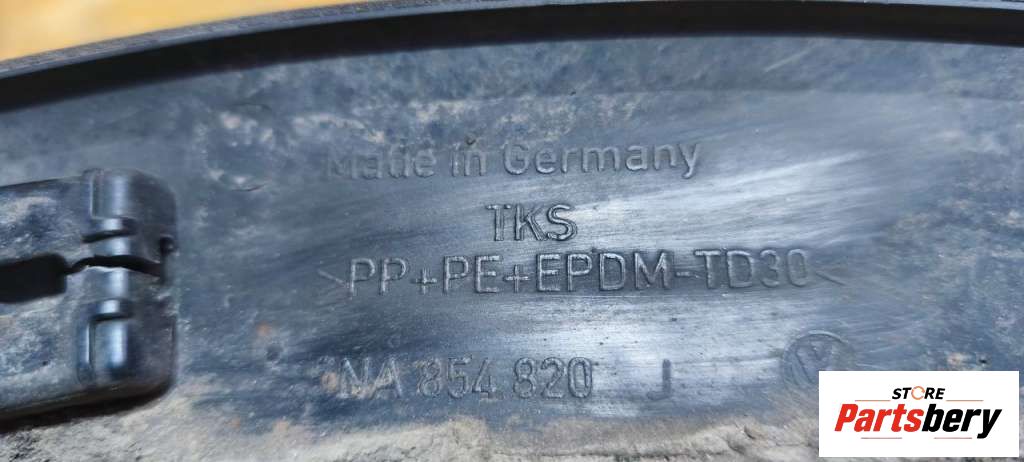 Made in Germany
TKS
>PP+PE+EPDM-TD30<
NA 854 820 J
STORE
Partsbery